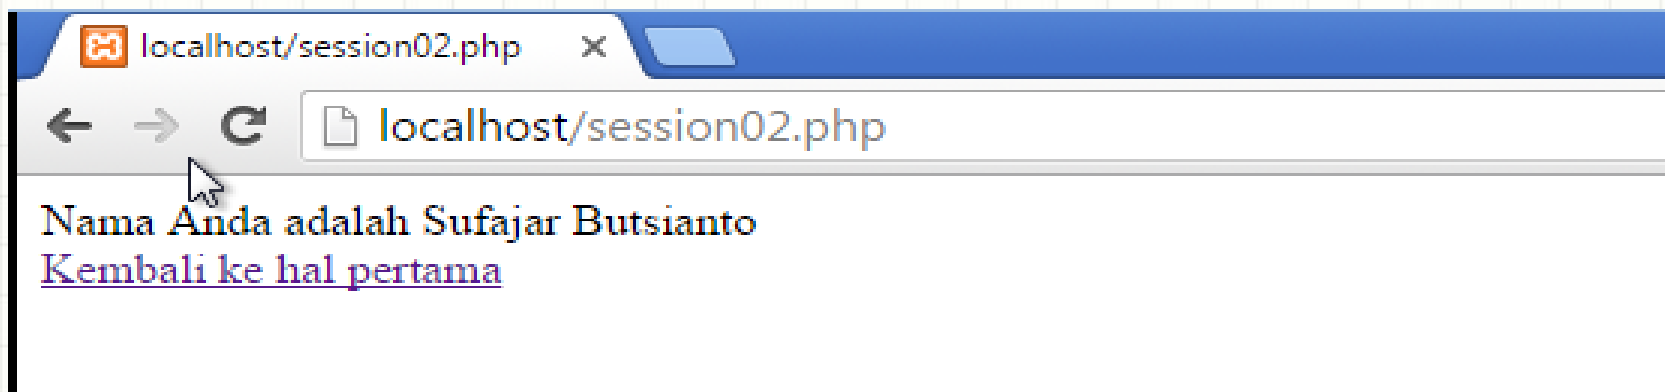 localhost/session02.php
localhost/session02.php
Nama Anda adalah Sufajar Butsianto
Kembali ke hal pertama